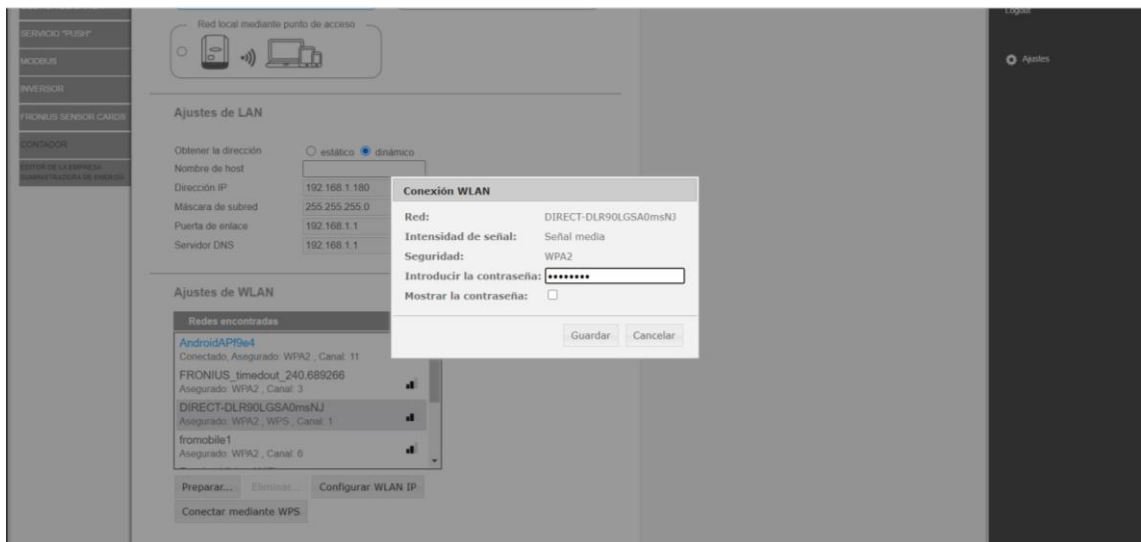 SERVICIO "PUSH"
MODBUS
INVERSOR
FRONIUS SENSOR CARDS
CONTADOR
EDITOR DE LA EMPRESA
SUMINISTRADORA DE ENERGÍA
Red local mediante punto de acceso
Ajustes de LAN
Obtener la dirección estático dinámico
Nombre de host
Dirección IP 192.168.1.180
Máscara de subred 255.255.255.0
Puerta de enlace 192.168.1.1
Servidor DNS 192.168.1.1
Ajustes de WLAN
Redes encontradas
AndroidAPf9e4
Conectado, Asegurado: WPA2 , Canal: 11
FRONIUS_timedout_240.689266
Asegurado: WPA2 , Canal: 3
DIRECT-DLR90LGSA0msNJ
Asegurado: WPA2 , WPS , Canal: 1
fromobile1
Asegurado: WPA2 , Canal: 6
Preparar... Eliminar... Configurar WLAN IP
Conectar mediante WPS
Conexión WLAN
Red: DIRECT-DLR90LGSA0msNJ
Intensidad de señal: Señal media
Seguridad: WPA2
Introducir la contraseña: ••••••••
Mostrar la contraseña:
Guardar Cancelar
Logout
Ajustes